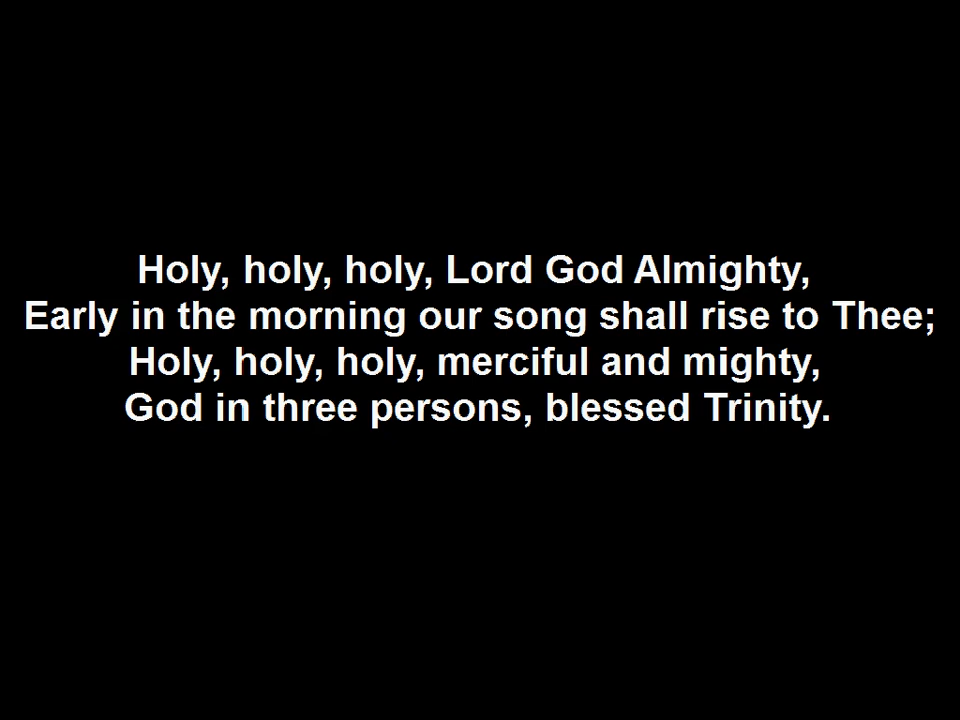 Holy, holy, holy, Lord God Almighty,
Early in the morning our song shall rise to Thee;
Holy, holy, holy, merciful and mighty,
God in three persons, blessed Trinity.